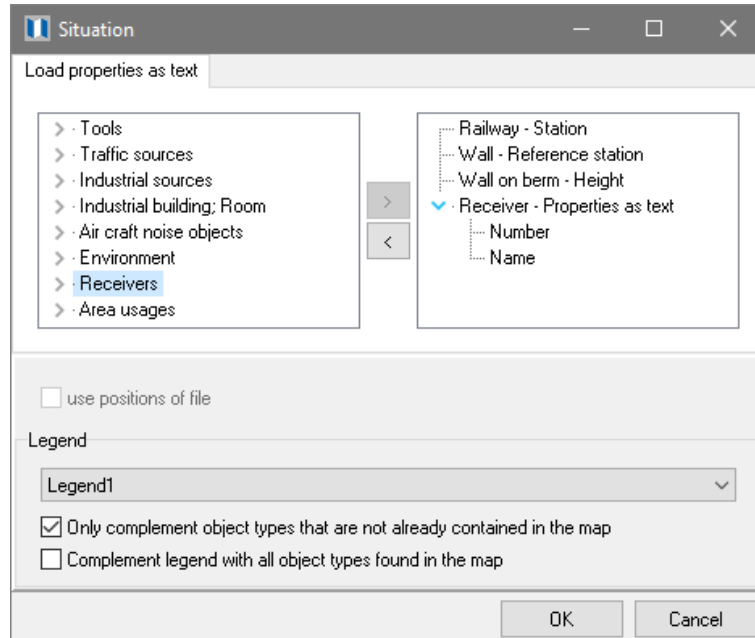 Situation
Load properties as text
Tools
Traffic sources
Industrial sources
Industrial building; Room
Air craft noise objects
Environment
Receivers
Area usages
>
<
Railway - Station
Wall - Reference station
Wall on berm - Height
Receiver - Properties as text
Number
Name
use positions of file
Legend
Legend1
Only complement object types that are not already contained in the map
Complement legend with all object types found in the map
OK
Cancel